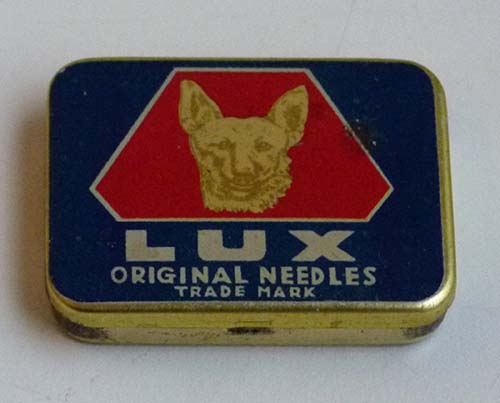 LUX
ORIGINAL NEEDLES
TRADE MARK